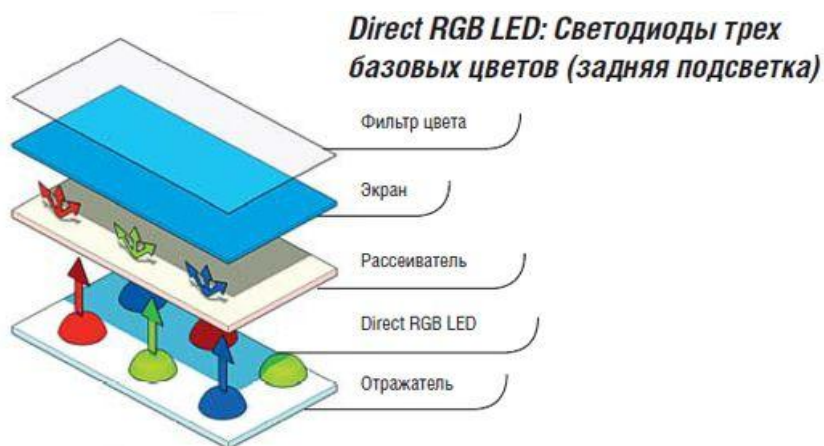 Direct RGB LED: Светодиоды трех
базовых цветов (задняя подсветка)
Фильтр цвета
Экран
Рассеиватель
Direct RGB LED
Отражатель